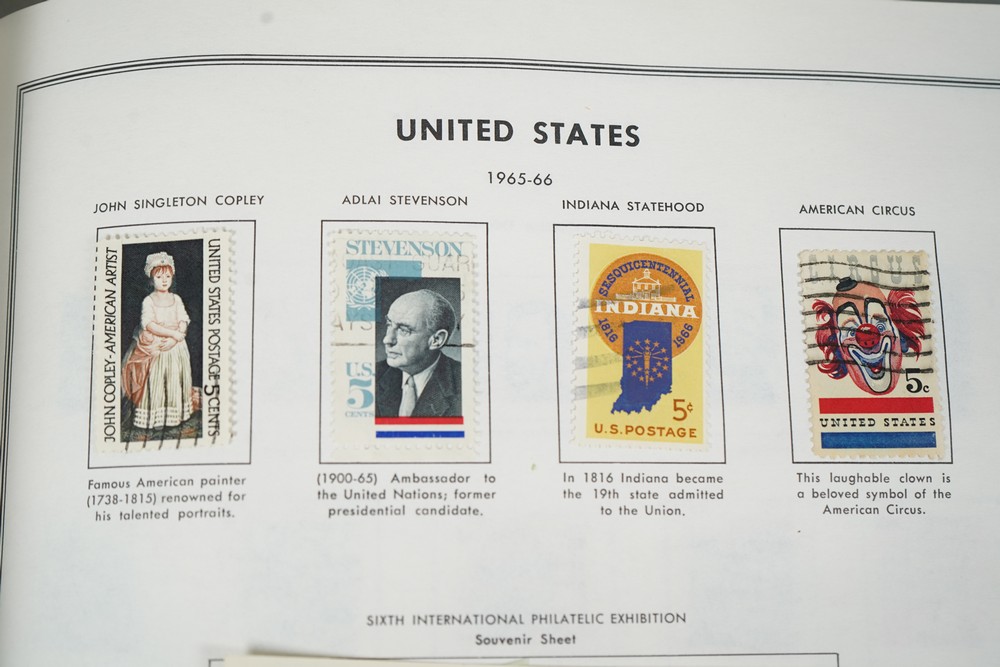 UNITED STATES
1965-66
JOHN SINGLETON COPLEY
JOHN COPLEY-AMERICAN ARTIST
UNITED STATES POSTAGE 5 CENTS
Famous American painter
(1738-1815) renowned for
his talented portraits.
ADLAI STEVENSON
STEVENSON
U.S.
5
CENTS
(1900-65) Ambassador to
the United Nations; former
presidential candidate.
INDIANA STATEHOOD
SESQUICENTENNIAL
INDIANA
1816 1966
5¢
U.S. POSTAGE
In 1816 Indiana became
the 19th state admitted
to the Union.
AMERICAN CIRCUS
CIRCUS
5c
UNITED STATES
This laughable clown is
a beloved symbol of the
American Circus.
SIXTH INTERNATIONAL PHILATELIC EXHIBITION
Souvenir Sheet